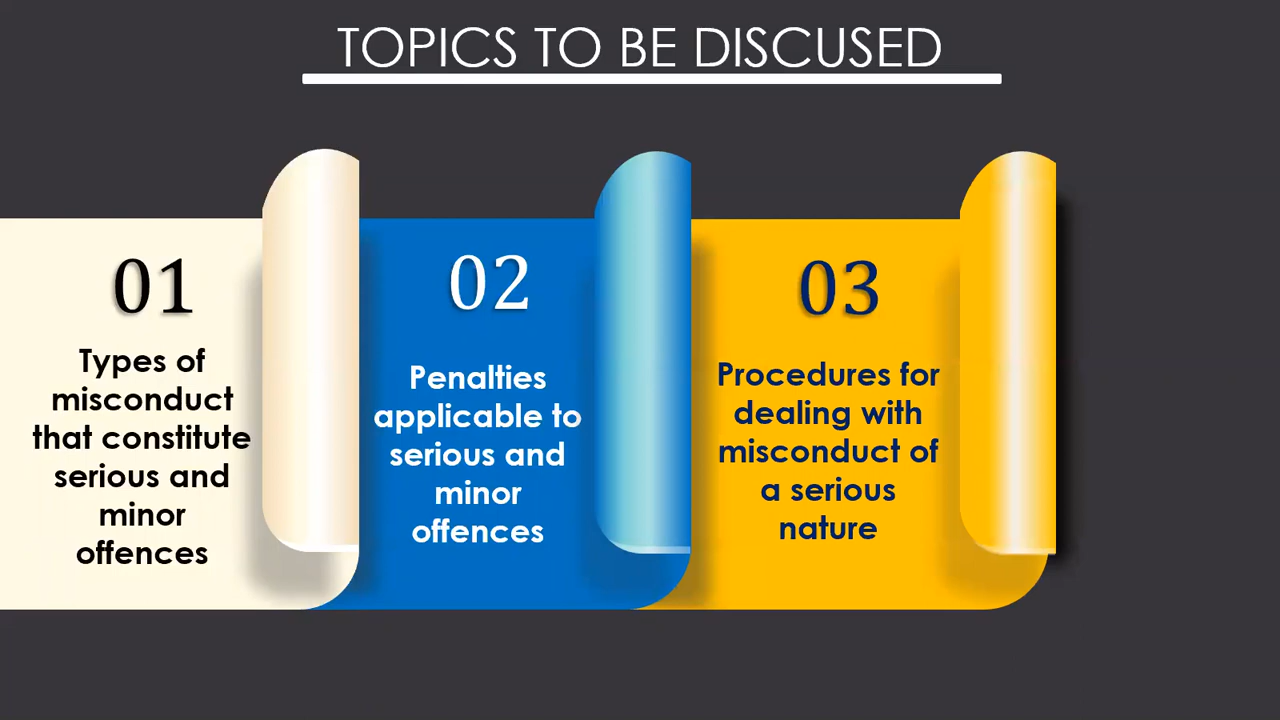 TOPICS TO BE DISCUSED
01
Types of
misconduct
that constitute
serious and
minor
offences
02
Penalties
applicable to
serious and
minor
offences
03
Procedures for
dealing with
misconduct of
a serious
nature